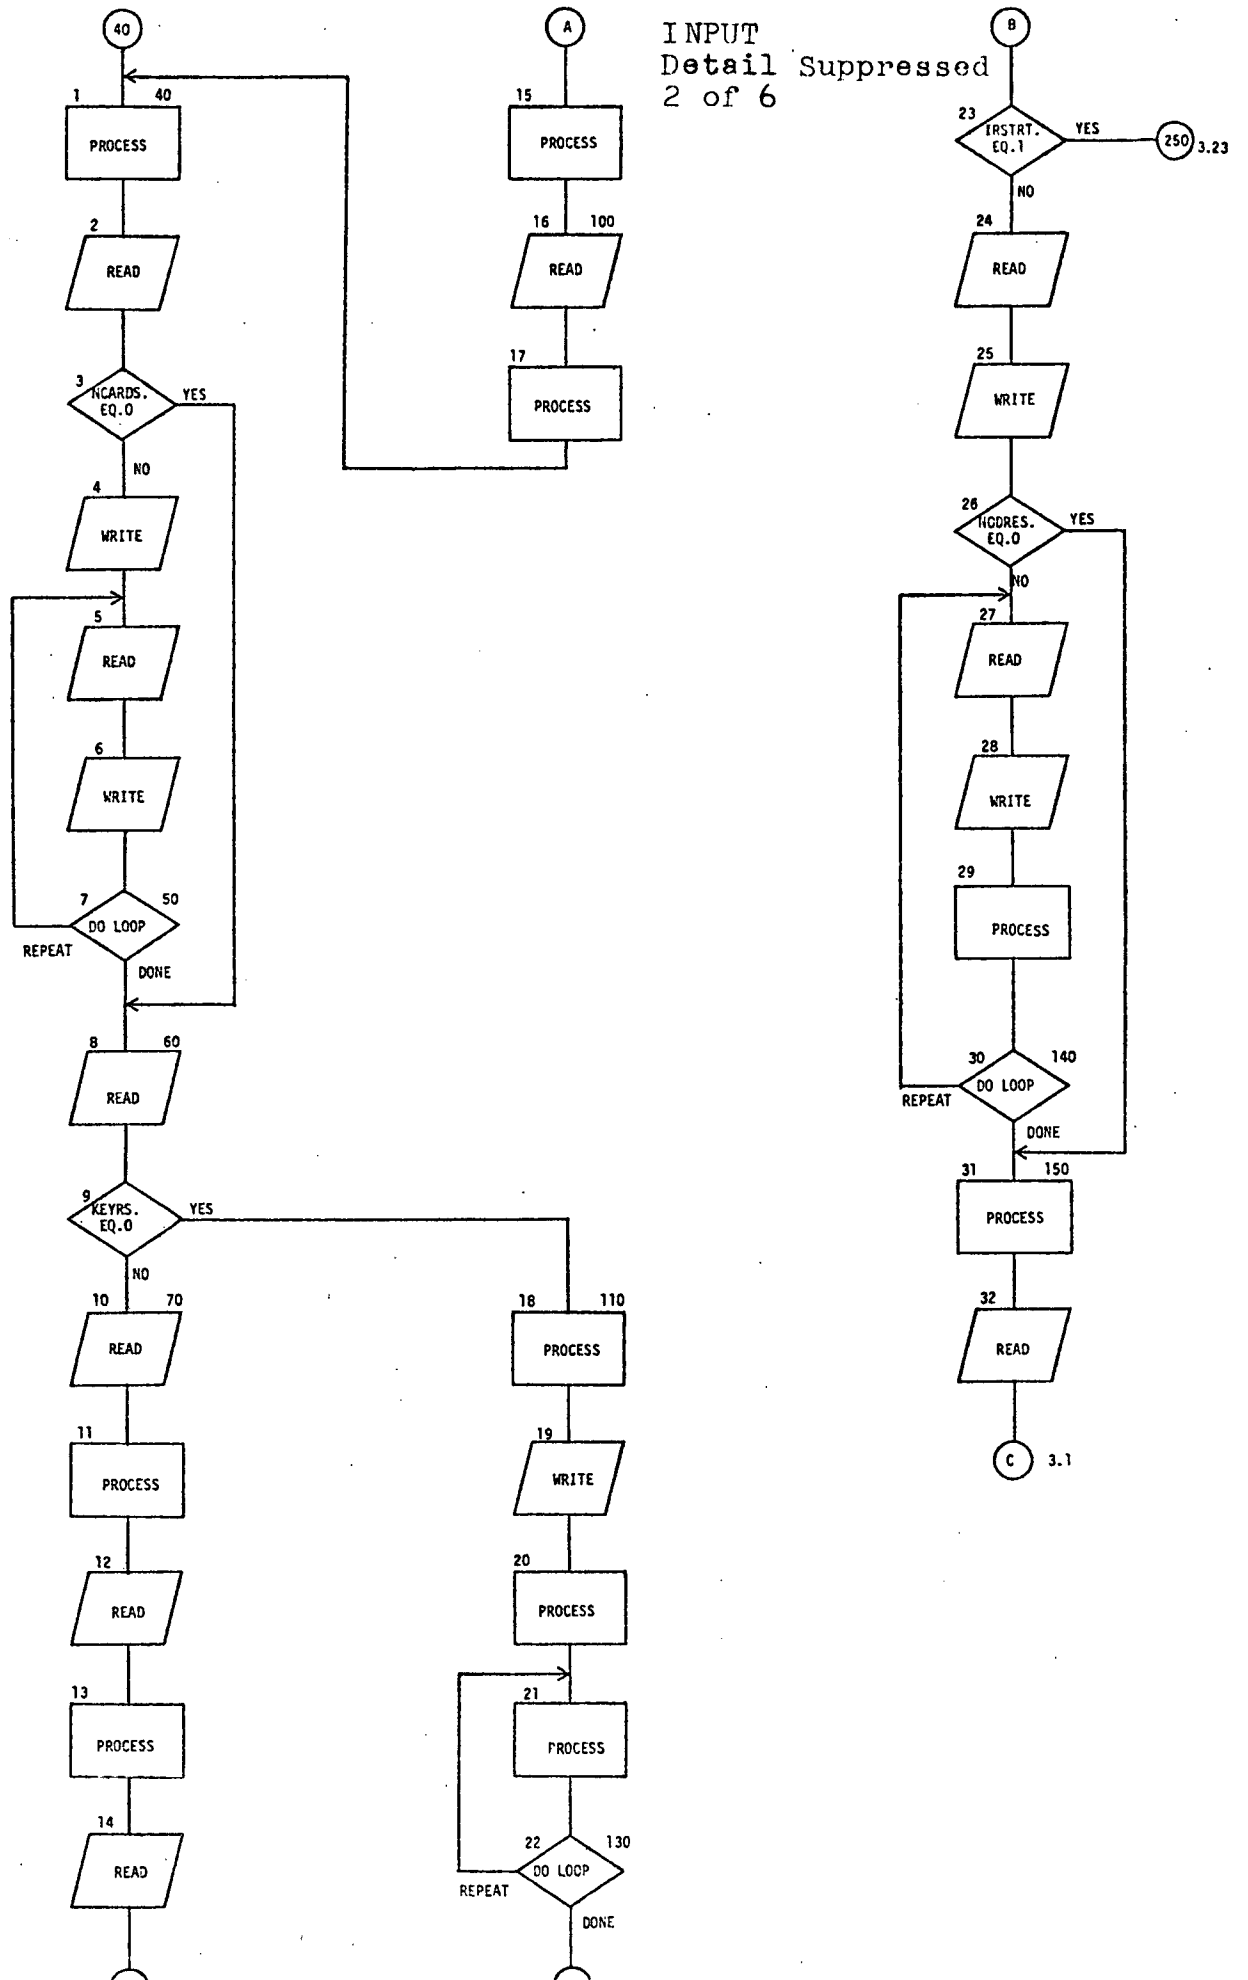 40
1 40
PROCESS
2
READ
3
NCARDS.
EQ.0
YES
NO
4
WRITE
5
READ
6
WRITE
7 50
DO LOOP
REPEAT
DONE
8 60
READ
9
KEYRS.
EQ.0
YES
NO
10 70
READ
11
PROCESS
12
READ
13
PROCESS
14
READ
A
15
PROCESS
16 100
READ
17
PROCESS
18 110
PROCESS
19
WRITE
20
PROCESS
21
PROCESS
22 130
DO LOOP
REPEAT
DONE
INPUT
Detail Suppressed
2 of 6
B
23
IRSTRT.
EQ.1
YES
250 3.23
NO
24
READ
25
WRITE
26
NODRES.
EQ.0
YES
NO
27
READ
28
WRITE
29
PROCESS
30 140
DO LOOP
REPEAT
DONE
31 150
PROCESS
32
READ
C 3.1